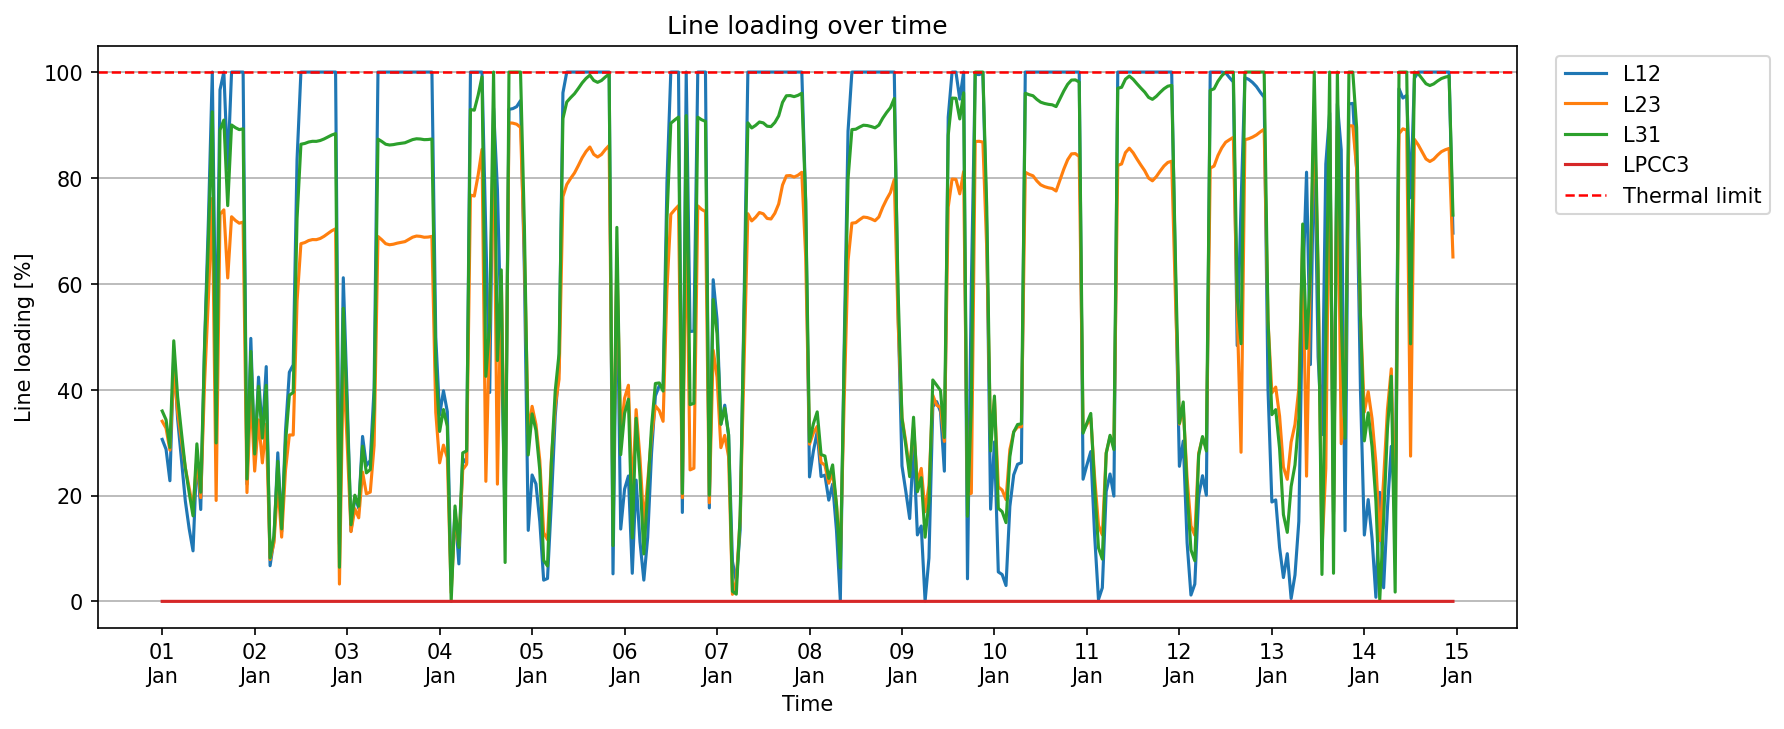 Line loading over time
Line loading [%]
100
80
60
40
20
0
01 02 03 04 05 06 07 08 09 10 11 12 13 14 15
Jan Jan Jan Jan Jan Jan Jan Jan Jan Jan Jan Jan Jan Jan Jan
Time
L12
L23
L31
LPCC3
Thermal limit